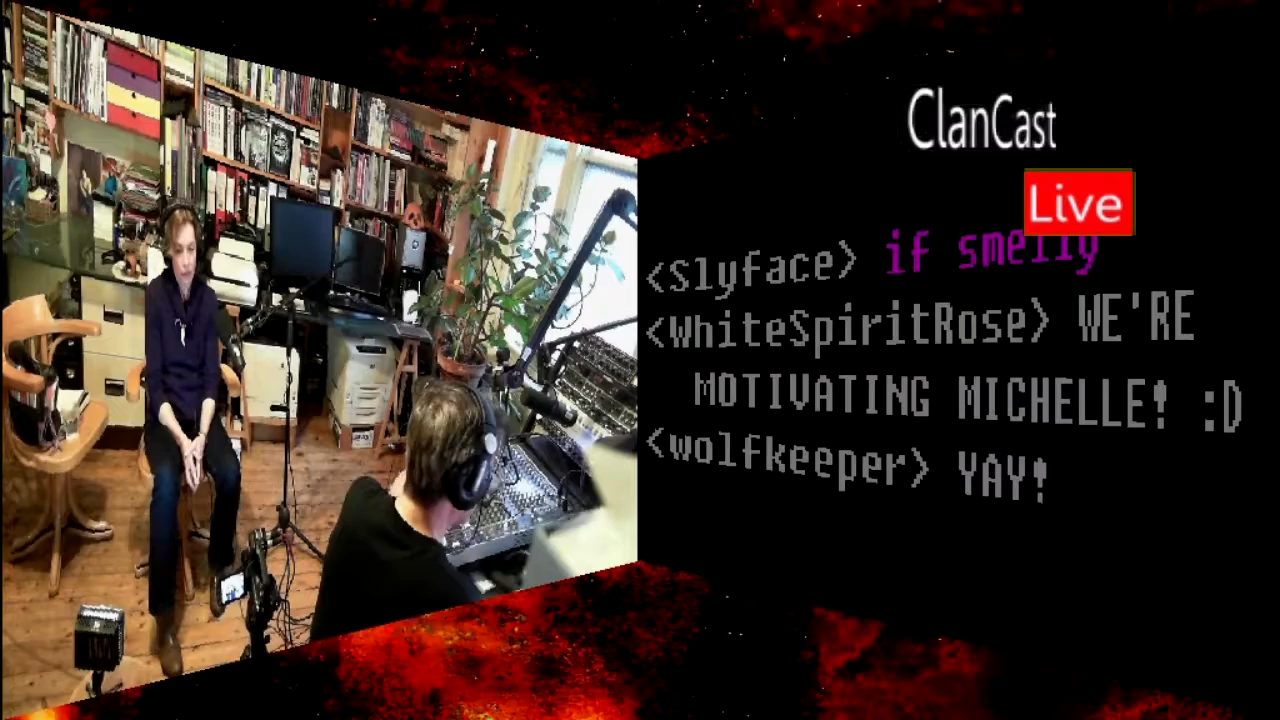 ClanCast
Live
<Slyface> if smelly
<WhiteSpiritRose> WE'RE
MOTIVATING MICHELLE! :D
<wolfkeeper> YAY!